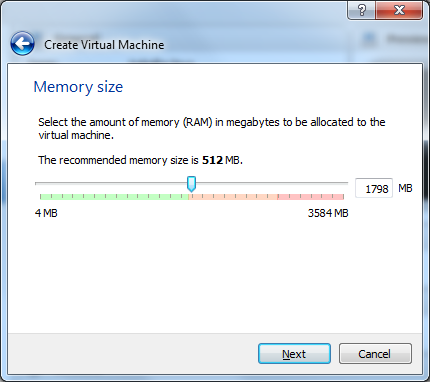 Create Virtual Machine
Memory size
Select the amount of memory (RAM) in megabytes to be allocated to the
virtual machine.
The recommended memory size is 512 MB.
1798 MB
4 MB 3584 MB
Next Cancel